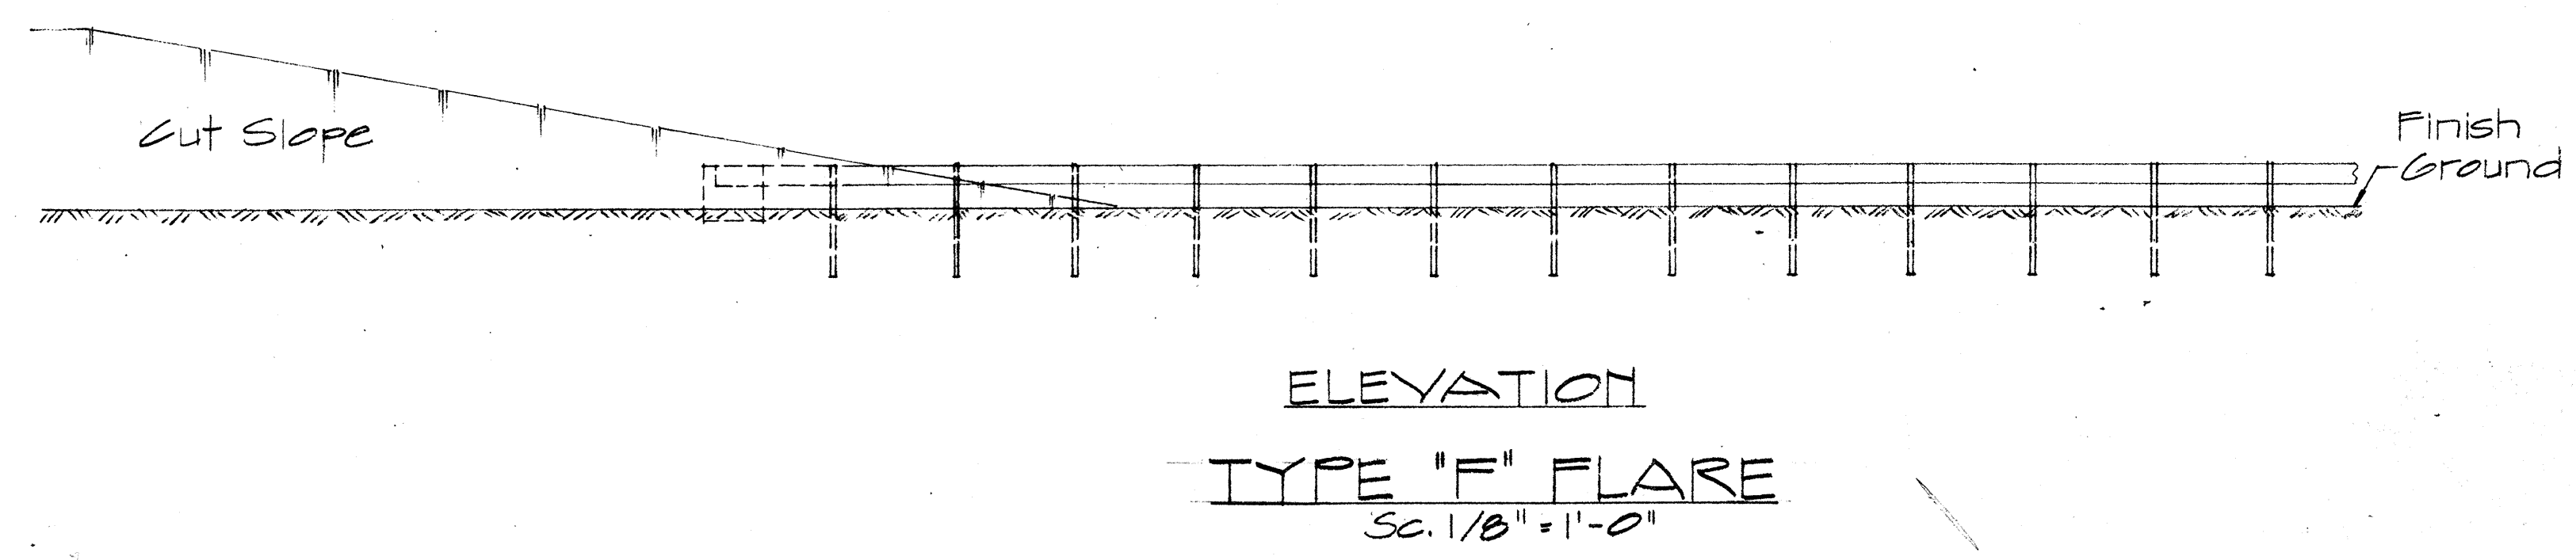 Cut Slope
Finish
Ground
ELEVATION
TYPE "F" FLARE
Sc. 1/8" = 1'-0"